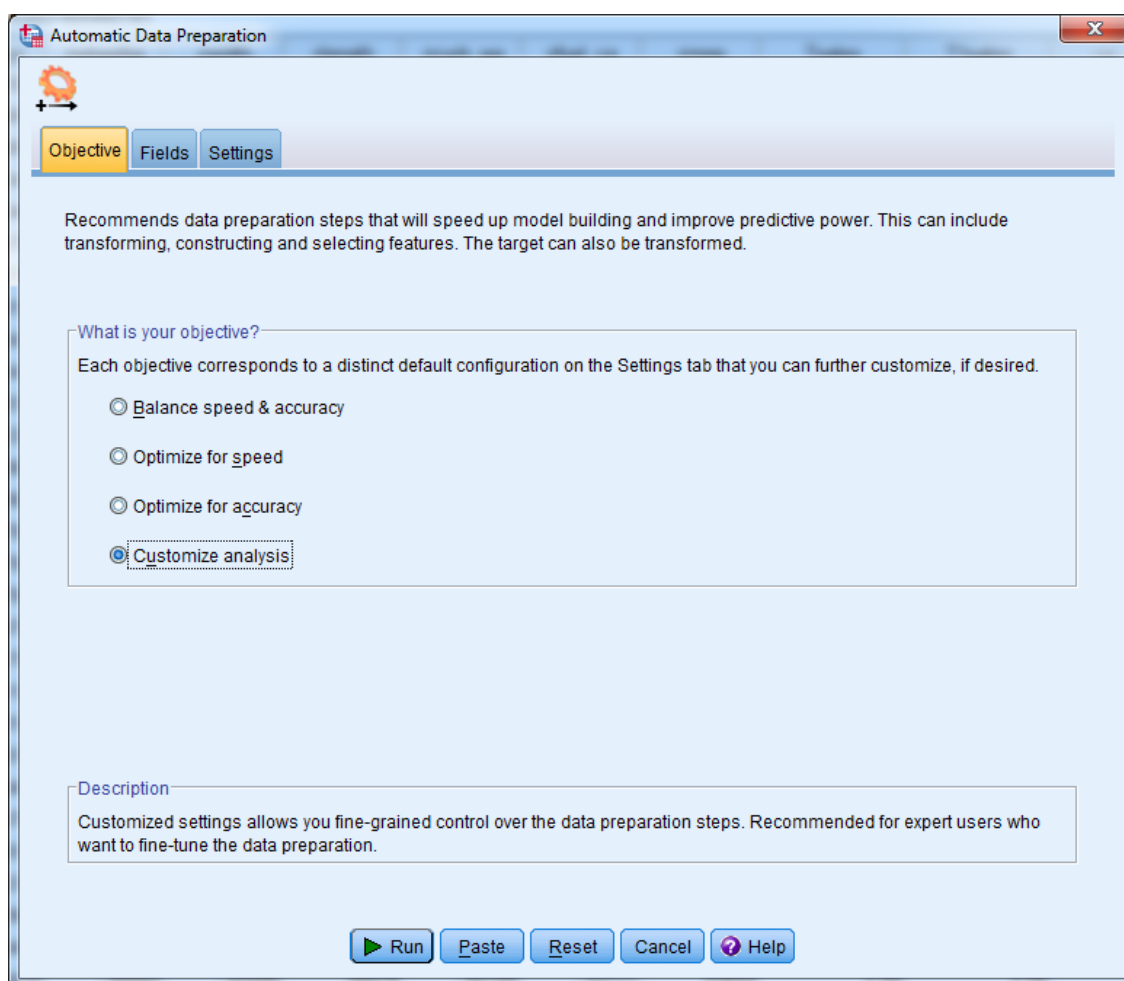 Automatic Data Preparation
Objective Fields Settings
Recommends data preparation steps that will speed up model building and improve predictive power. This can include
transforming, constructing and selecting features. The target can also be transformed.
What is your objective?
Each objective corresponds to a distinct default configuration on the Settings tab that you can further customize, if desired.
Balance speed & accuracy
Optimize for speed
Optimize for accuracy
Customize analysis
Description
Customized settings allows you fine-grained control over the data preparation steps. Recommended for expert users who
want to fine-tune the data preparation.
Run Paste Reset Cancel Help